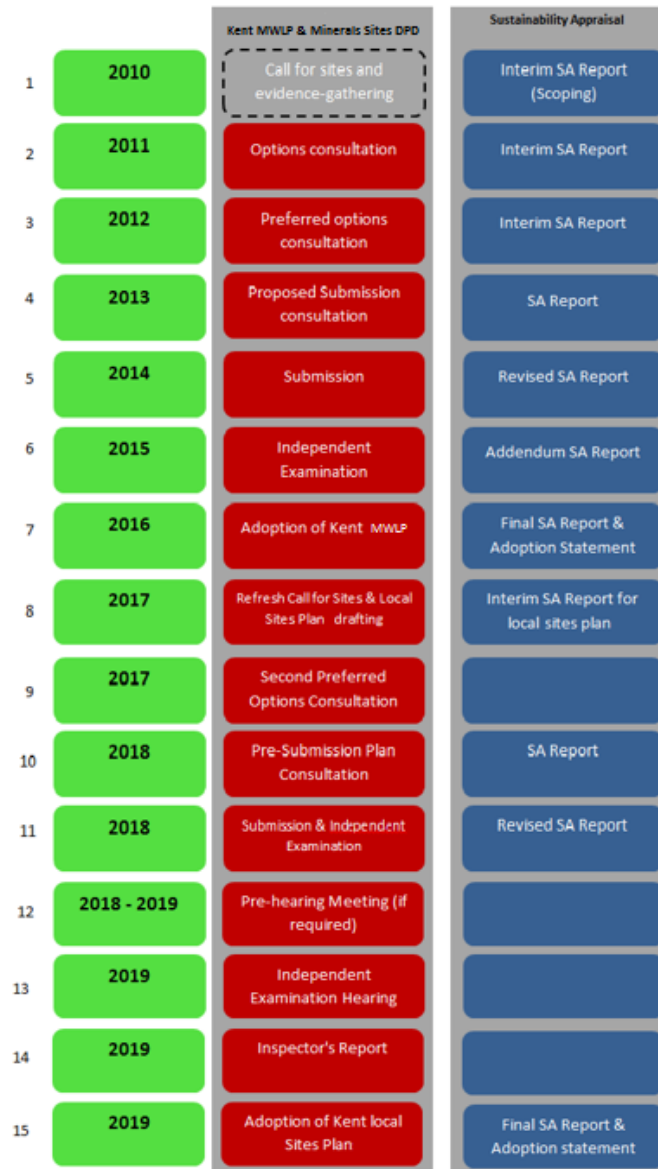 Kent MWLP & Minerals Sites DPD
Sustainability Appraisal
1
2010
Call for sites and
evidence-gathering
Interim SA Report
(Scoping)
2
2011
Options consultation
Interim SA Report
3
2012
Preferred options
consultation
Interim SA Report
4
2013
Proposed Submission
consultation
SA Report
5
2014
Submission
Revised SA Report
6
2015
Independent
Examination
Addendum SA Report
7
2016
Adoption of Kent MWLP
Final SA Report &
Adoption Statement
8
2017
Refresh Call for Sites & Local
Sites Plan drafting
Interim SA Report for
local sites plan
9
2017
Second Preferred
Options Consultation
10
2018
Pre-Submission Plan
Consultation
SA Report
11
2018
Submission & Independent
Examination
Revised SA Report
12
2018 - 2019
Pre-hearing Meeting (if
required)
13
2019
Independent
Examination Hearing
14
2019
Inspector's Report
15
2019
Adoption of Kent local
Sites Plan
Final SA Report &
Adoption statement